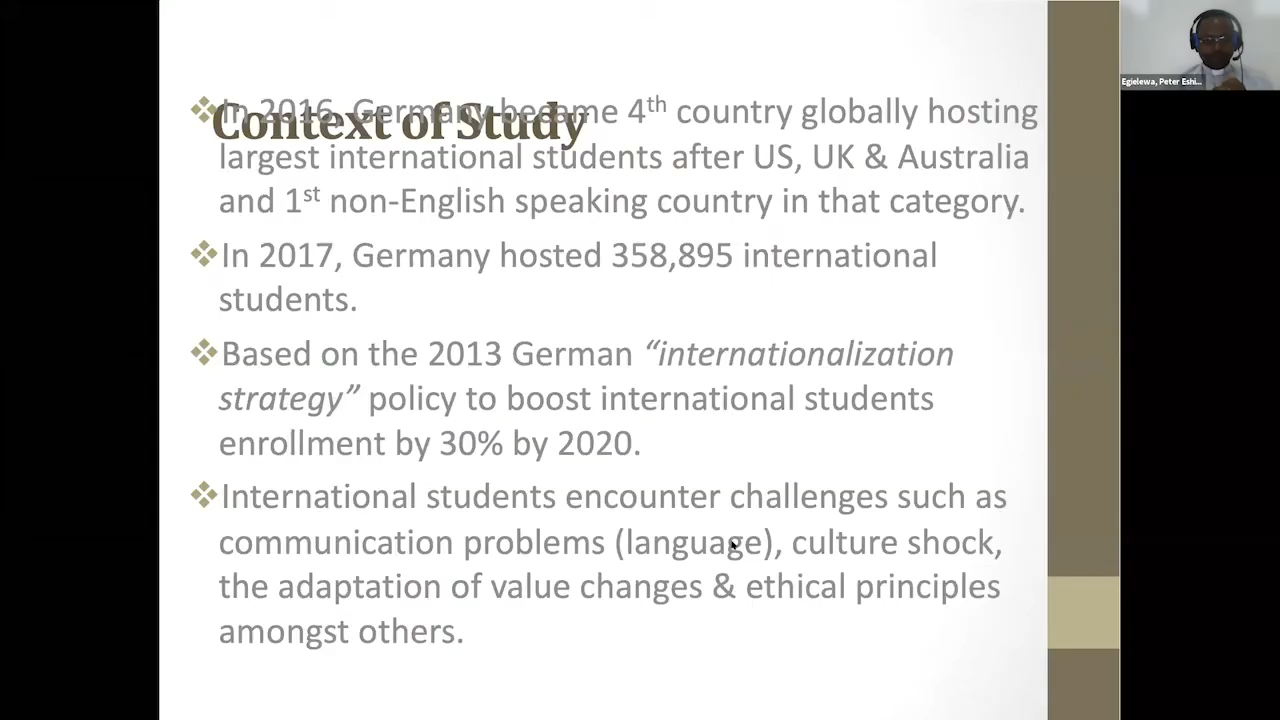 Context of Study
In 2016, Germany became 4th country globally hosting
largest international students after US, UK & Australia
and 1st non-English speaking country in that category.
In 2017, Germany hosted 358,895 international
students.
Based on the 2013 German “internationalization
strategy” policy to boost international students
enrollment by 30% by 2020.
International students encounter challenges such as
communication problems (language), culture shock,
the adaptation of value changes & ethical principles
amongst others.
Egielewa, Peter Eshi...